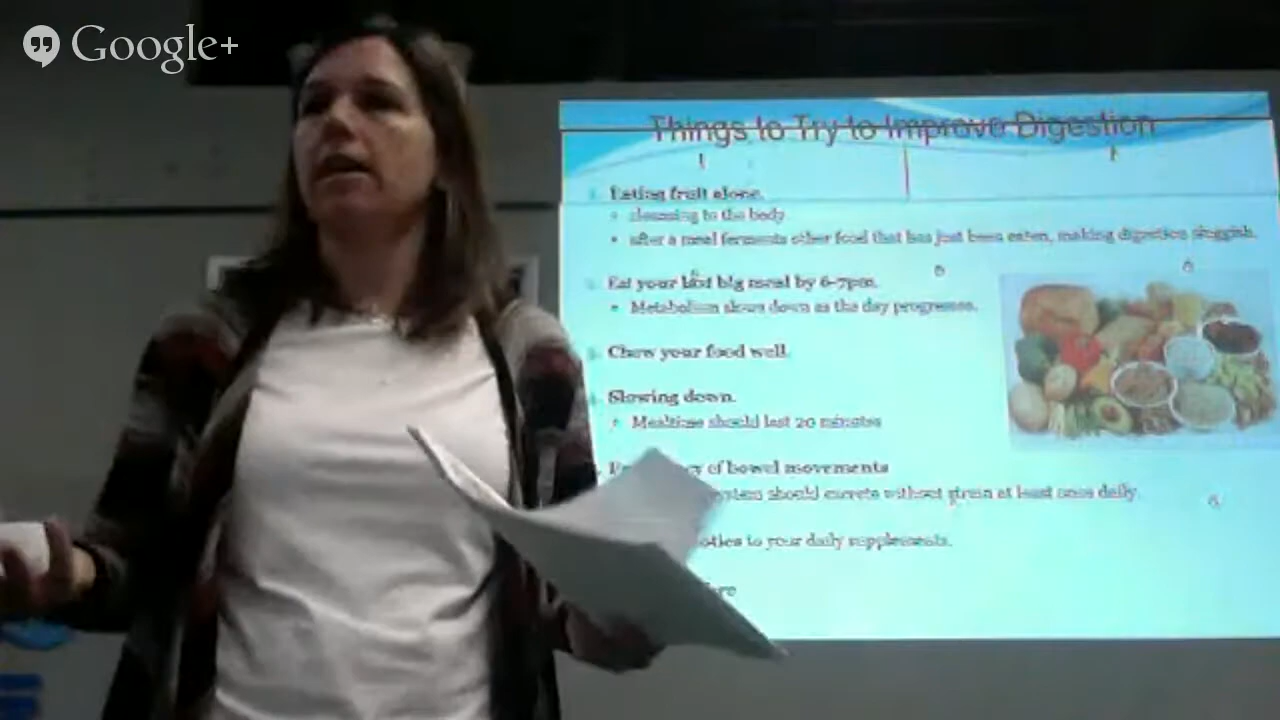 Google+
Things to Try to Improve Digestion
Eating fruit alone.
cleansing to the body
after a meal ferments other food that has just been eaten, making digestion sluggish.
Eat your last big meal by 6-7pm.
Metabolism slows down as the day progresses.
Chew your food well.
Slowing down.
Mealtime should last 20 minutes
of bowel movements
should excrete without strain at least once daily.
to your daily supplements.